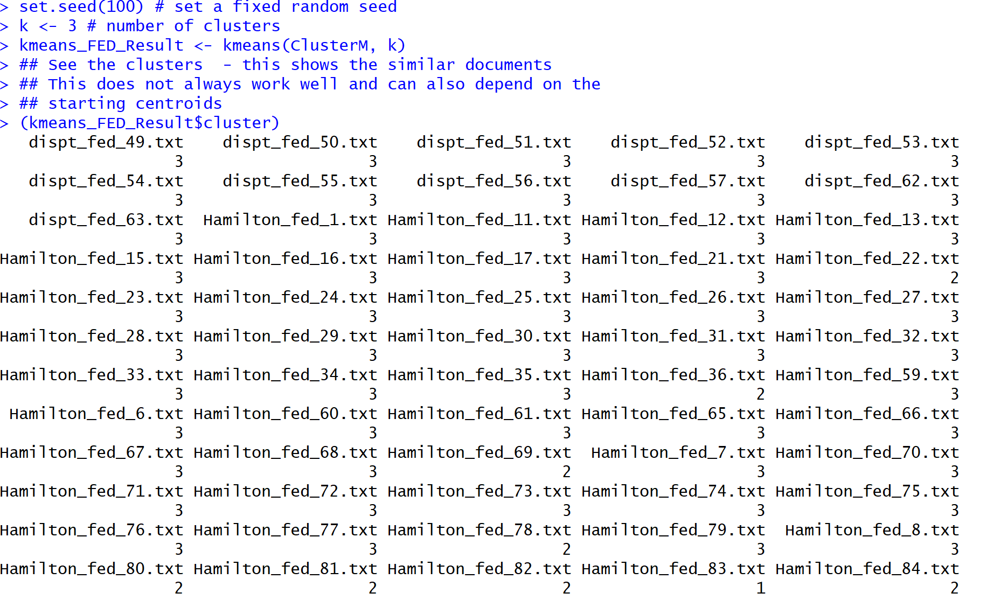 > set.seed(100) # set a fixed random seed
> k <- 3 # number of clusters
> kmeans_FED_Result <- kmeans(ClusterM, k)
> ## See the clusters  - this shows the similar documents
> ## This does not always work well and can also depend on the
> ## starting centroids
> (kmeans_FED_Result$cluster)
   dispt_fed_49.txt    dispt_fed_50.txt    dispt_fed_51.txt    dispt_fed_52.txt    dispt_fed_53.txt
                  3                   3                   3                   3                   3
   dispt_fed_54.txt    dispt_fed_55.txt    dispt_fed_56.txt    dispt_fed_57.txt    dispt_fed_62.txt
                  3                   3                   3                   3                   3
   dispt_fed_63.txt  Hamilton_fed_1.txt Hamilton_fed_11.txt Hamilton_fed_12.txt Hamilton_fed_13.txt
                  3                   3                   3                   3                   3
Hamilton_fed_15.txt Hamilton_fed_16.txt Hamilton_fed_17.txt Hamilton_fed_21.txt Hamilton_fed_22.txt
                  3                   3                   3                   3                   2
Hamilton_fed_23.txt Hamilton_fed_24.txt Hamilton_fed_25.txt Hamilton_fed_26.txt Hamilton_fed_27.txt
                  3                   3                   3                   3                   3
Hamilton_fed_28.txt Hamilton_fed_29.txt Hamilton_fed_30.txt Hamilton_fed_31.txt Hamilton_fed_32.txt
                  3                   3                   3                   3                   3
Hamilton_fed_33.txt Hamilton_fed_34.txt Hamilton_fed_35.txt Hamilton_fed_36.txt Hamilton_fed_59.txt
                  3                   3                   3                   2                   3
 Hamilton_fed_6.txt Hamilton_fed_60.txt Hamilton_fed_61.txt Hamilton_fed_65.txt Hamilton_fed_66.txt
                  3                   3                   3                   3                   3
Hamilton_fed_67.txt Hamilton_fed_68.txt Hamilton_fed_69.txt  Hamilton_fed_7.txt Hamilton_fed_70.txt
                  3                   3                   2                   3                   3
Hamilton_fed_71.txt Hamilton_fed_72.txt Hamilton_fed_73.txt Hamilton_fed_74.txt Hamilton_fed_75.txt
                  3                   3                   3                   3                   3
Hamilton_fed_76.txt Hamilton_fed_77.txt Hamilton_fed_78.txt Hamilton_fed_79.txt  Hamilton_fed_8.txt
                  3                   3                   2                   3                   3
Hamilton_fed_80.txt Hamilton_fed_81.txt Hamilton_fed_82.txt Hamilton_fed_83.txt Hamilton_fed_84.txt
                  2                   2                   2                   1                   2